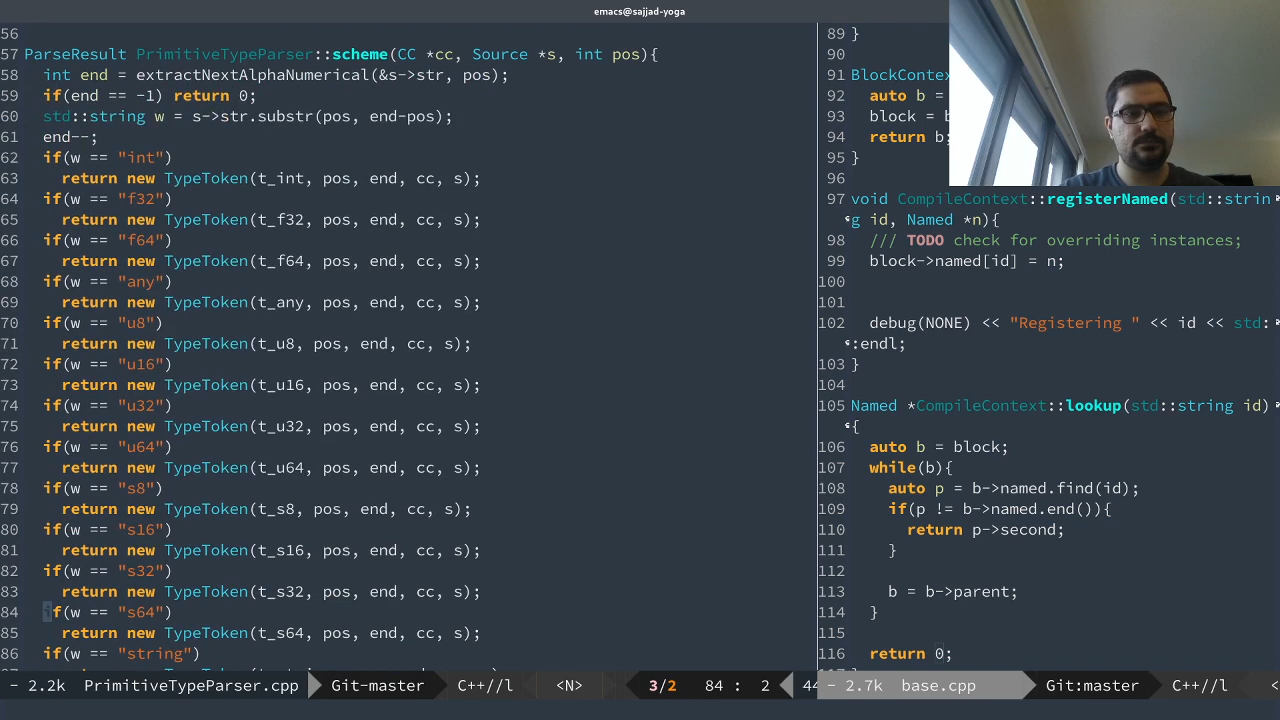 emacs@sajjad-yoga
56
57 ParseResult PrimitiveTypeParser::scheme(CC *cc, Source *s, int pos){
58 int end = extractNextAlphaNumerical(&s->str, pos);
59 if(end == -1) return 0;
60 std::string w = s->str.substr(pos, end-pos);
61 end--;
62 if(w == "int")
63 return new TypeToken(t_int, pos, end, cc, s);
64 if(w == "f32")
65 return new TypeToken(t_f32, pos, end, cc, s);
66 if(w == "f64")
67 return new TypeToken(t_f64, pos, end, cc, s);
68 if(w == "any")
69 return new TypeToken(t_any, pos, end, cc, s);
70 if(w == "u8")
71 return new TypeToken(t_u8, pos, end, cc, s);
72 if(w == "u16")
73 return new TypeToken(t_u16, pos, end, cc, s);
74 if(w == "u32")
75 return new TypeToken(t_u32, pos, end, cc, s);
76 if(w == "u64")
77 return new TypeToken(t_u64, pos, end, cc, s);
78 if(w == "s8")
79 return new TypeToken(t_s8, pos, end, cc, s);
80 if(w == "s16")
81 return new TypeToken(t_s16, pos, end, cc, s);
82 if(w == "s32")
83 return new TypeToken(t_s32, pos, end, cc, s);
84 if(w == "s64")
85 return new TypeToken(t_s64, pos, end, cc, s);
86 if(w == "string")
- 2.2k PrimitiveTypeParser.cpp Git-master C++//l <N> 3/2 84 : 2 44
89 }
90
91 BlockContex
92 auto b =
93 block = b
94 return b;
95 }
96
97 void CompileContext::registerNamed(std::strin
g id, Named *n){
98 /// TODO check for overriding instances;
99 block->named[id] = n;
100
101
102 debug(NONE) << "Registering " << id << std:
:endl;
103 }
104
105 Named *CompileContext::lookup(std::string id)
{
106 auto b = block;
107 while(b){
108 auto p = b->named.find(id);
109 if(p != b->named.end()){
110 return p->second;
111 }
112
113 b = b->parent;
114 }
115
116 return 0;
- 2.7k base.cpp Git:master C++//l <